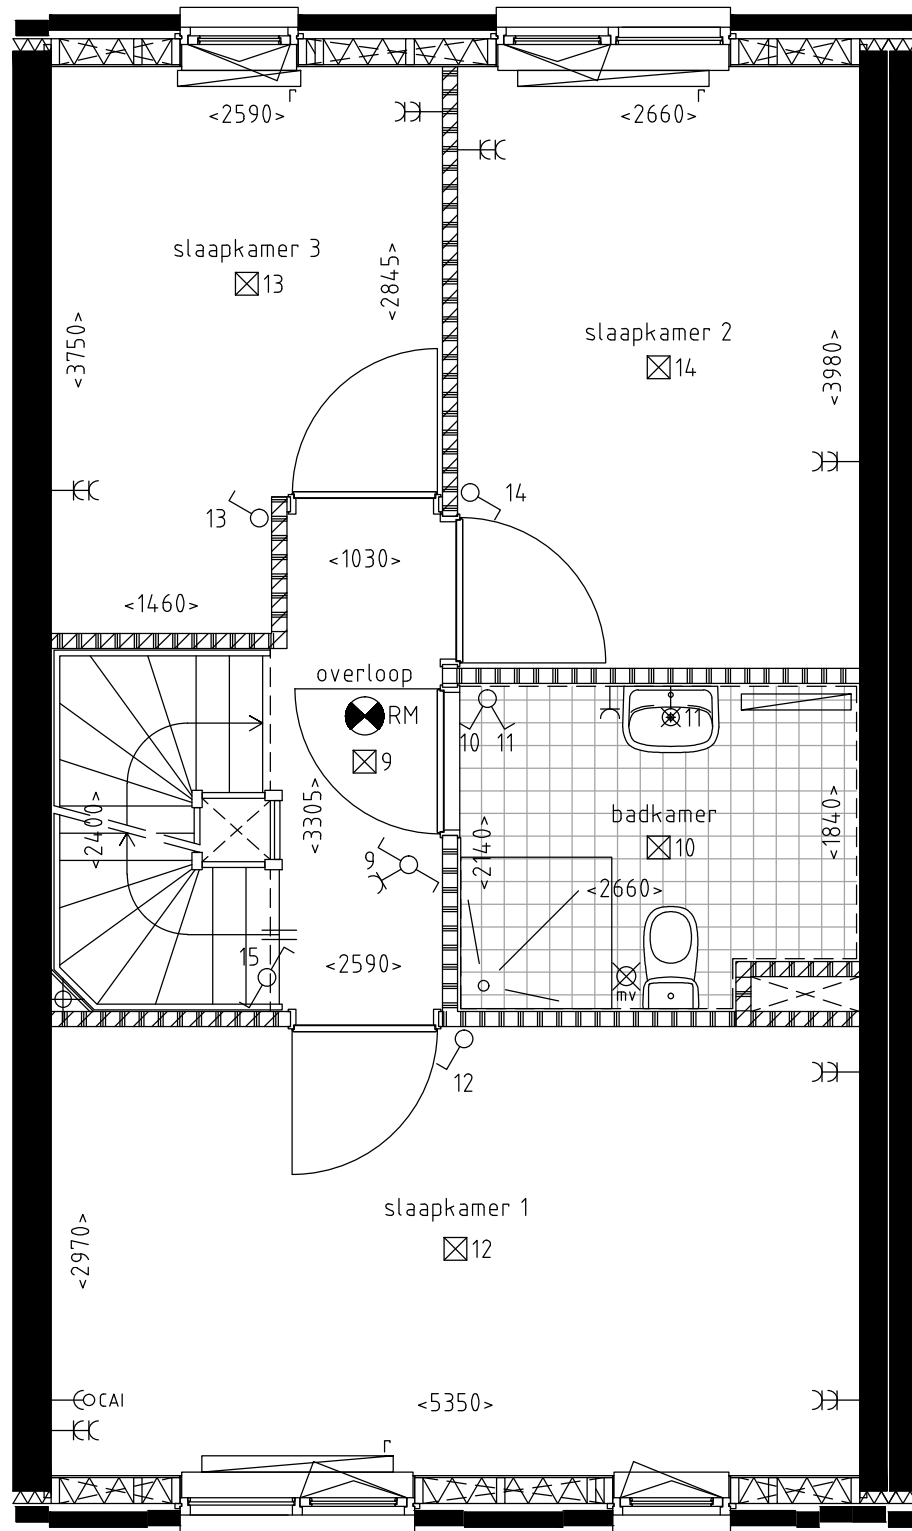 r
r
<2590>
<2660>
slaapkamer 3
13
<2845>
slaapkamer 2
14
<3750>
<3980>
14
13
<1030>
<1460>
overloop
RM
9
10
11
11
<2400>
<3305>
<2140>
badkamer
10
<1840>
9
<2660>
15
<2590>
mv
12
slaapkamer 1
12
<2970>
CAI
<5350>
r